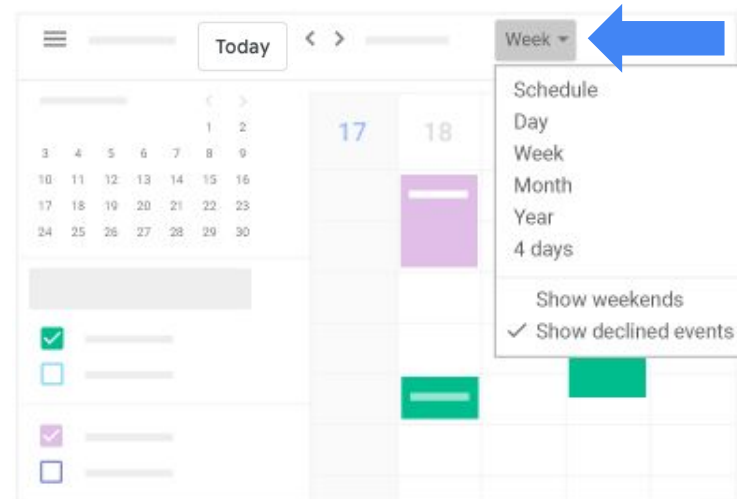 Today
Week
1 2
3 4 5 6 7 8 9
10 11 12 13 14 15 16
17 18 19 20 21 22 23
24 25 26 27 28 29 30
17 18
Schedule
Day
Week
Month
Year
4 days
Show weekends
Show declined events